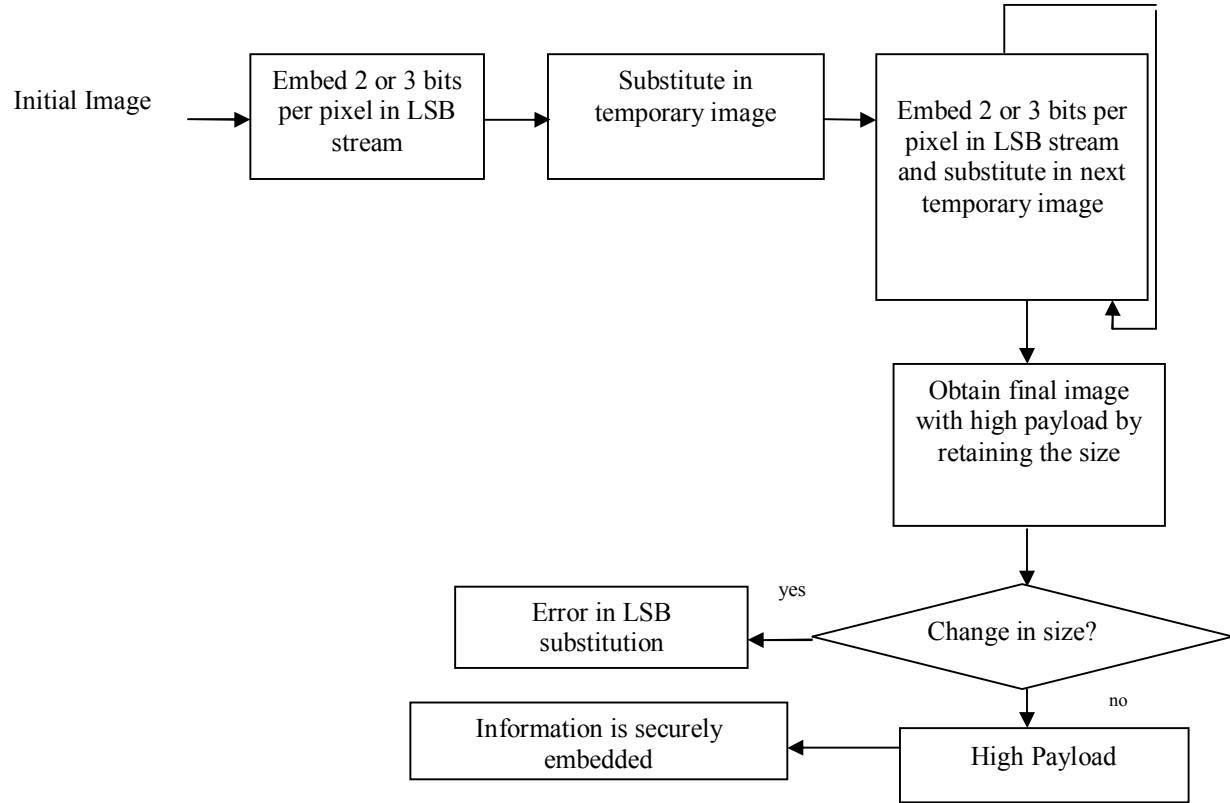 Initial Image
Embed 2 or 3 bits
per pixel in LSB
stream
Substitute in
temporary image
Embed 2 or 3 bits per
pixel in LSB stream
and substitute in next
temporary image
Obtain final image
with high payload by
retaining the size
Change in size?
yes
Error in LSB
substitution
no
High Payload
Information is securely
embedded